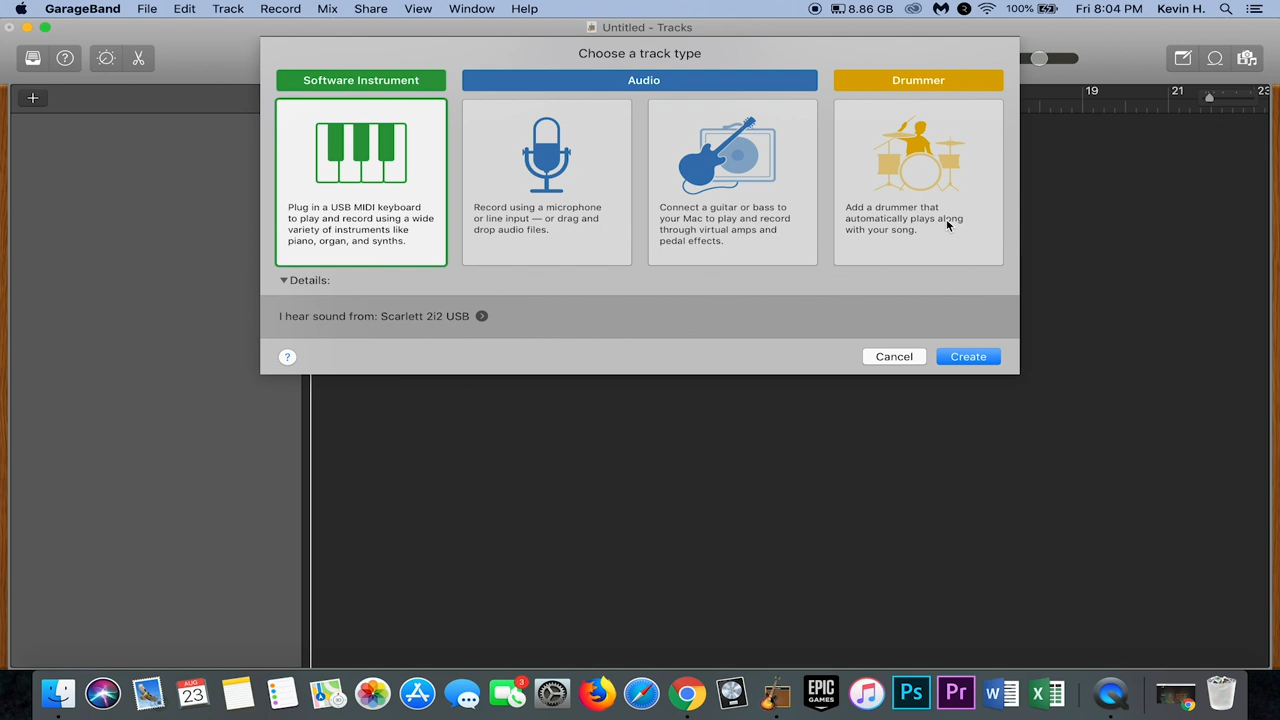 GarageBand File Edit Track Record Mix Share View Window Help 8.86 GB 100% Fri 8:04 PM Kevin H.
Untitled - Tracks
Choose a track type
Software Instrument Audio Drummer
19 21 23
Plug in a USB MIDI keyboard
to play and record using a wide
variety of instruments like
piano, organ, and synths.
Record using a microphone
or line input — or drag and
drop audio files.
Connect a guitar or bass to
your Mac to play and record
through virtual amps and
pedal effects.
Add a drummer that
automatically plays along
with your song.
Details:
I hear sound from: Scarlett 2i2 USB
? Cancel Create
AUG
23
3
EPIC
GAMES
Ps
Pr
W
X